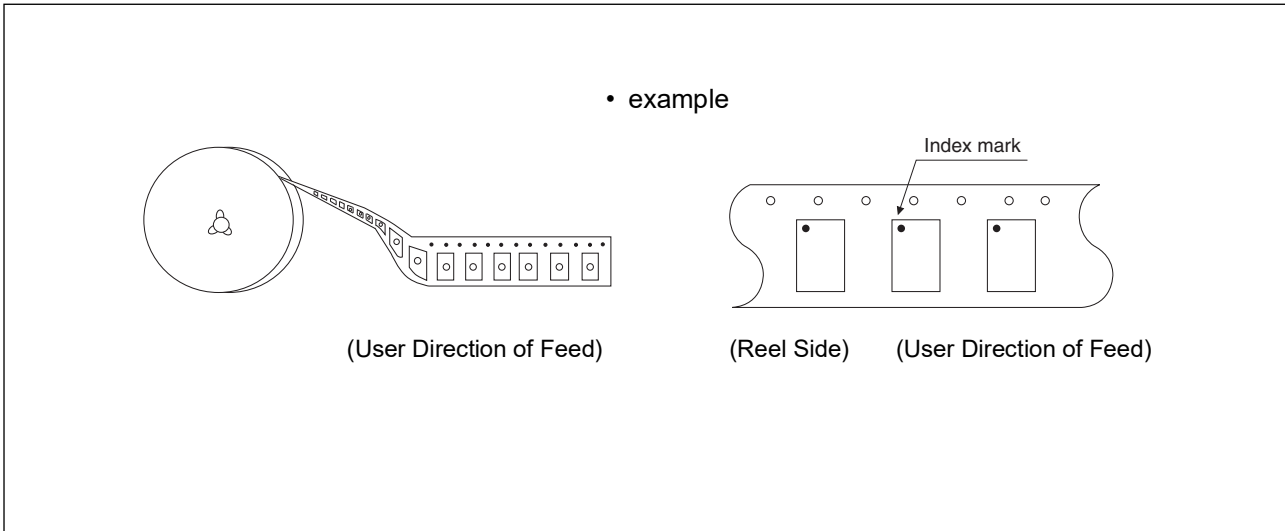 • example
Index mark
(User Direction of Feed)
(Reel Side)
(User Direction of Feed)